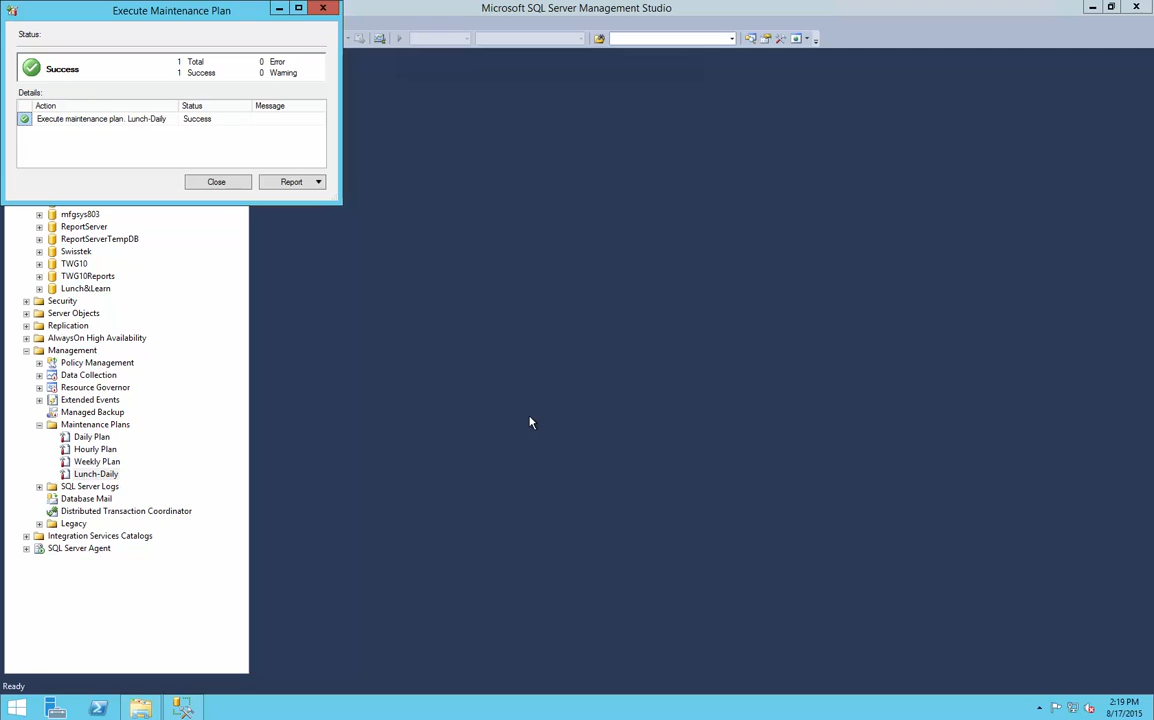 Execute Maintenance Plan
Microsoft SQL Server Management Studio
Status:
Success
1 Total 0 Error
1 Success 0 Warning
Details:
Action Status Message
Execute maintenance plan. Lunch-Daily Success
Close Report
mfgsys803
ReportServer
ReportServerTempDB
Swisstek
TWG10
TWG10Reports
Lunch&Learn
Security
Server Objects
Replication
AlwaysOn High Availability
Management
Policy Management
Data Collection
Resource Governor
Extended Events
Managed Backup
Maintenance Plans
Daily Plan
Hourly Plan
Weekly PLan
Lunch-Daily
SQL Server Logs
Database Mail
Distributed Transaction Coordinator
Legacy
Integration Services Catalogs
SQL Server Agent
Ready
2:19 PM
8/17/2015